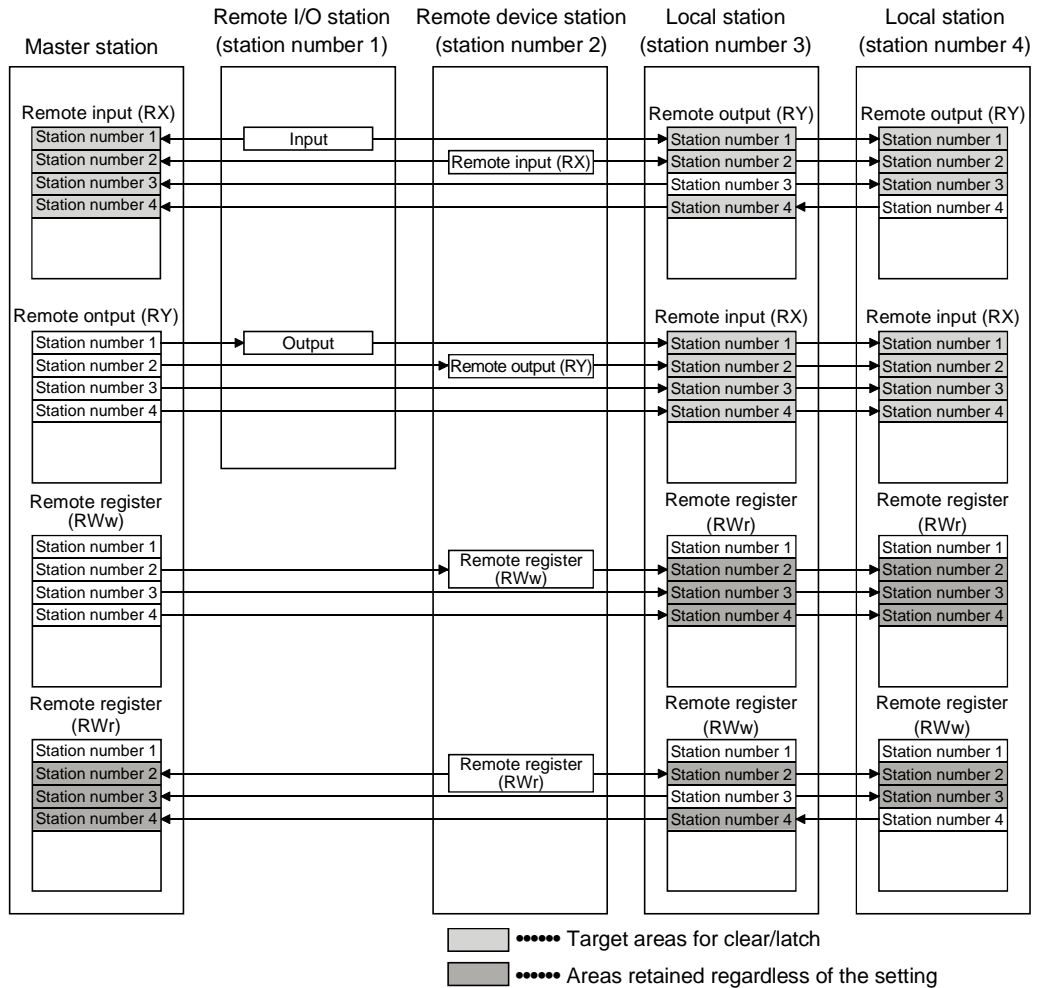 Master station
Remote I/O station
(station number 1)
Remote device station
(station number 2)
Local station
(station number 3)
Local station
(station number 4)
Remote input (RX)
Station number 1
Station number 2
Station number 3
Station number 4
Input
Remote input (RX)
Remote output (RY)
Station number 1
Station number 2
Station number 3
Station number 4
Remote output (RY)
Station number 1
Station number 2
Station number 3
Station number 4
Remote ontput (RY)
Station number 1
Station number 2
Station number 3
Station number 4
Output
Remote output (RY)
Remote input (RX)
Station number 1
Station number 2
Station number 3
Station number 4
Remote input (RX)
Station number 1
Station number 2
Station number 3
Station number 4
Remote register
(RWw)
Station number 1
Station number 2
Station number 3
Station number 4
Remote register
(RWw)
Remote register
(RWr)
Station number 1
Station number 2
Station number 3
Station number 4
Remote register
(RWr)
Station number 1
Station number 2
Station number 3
Station number 4
Remote register
(RWr)
Station number 1
Station number 2
Station number 3
Station number 4
Remote register
(RWr)
Remote register
(RWw)
Station number 1
Station number 2
Station number 3
Station number 4
Remote register
(RWw)
Station number 1
Station number 2
Station number 3
Station number 4
•••••• Target areas for clear/latch
•••••• Areas retained regardless of the setting